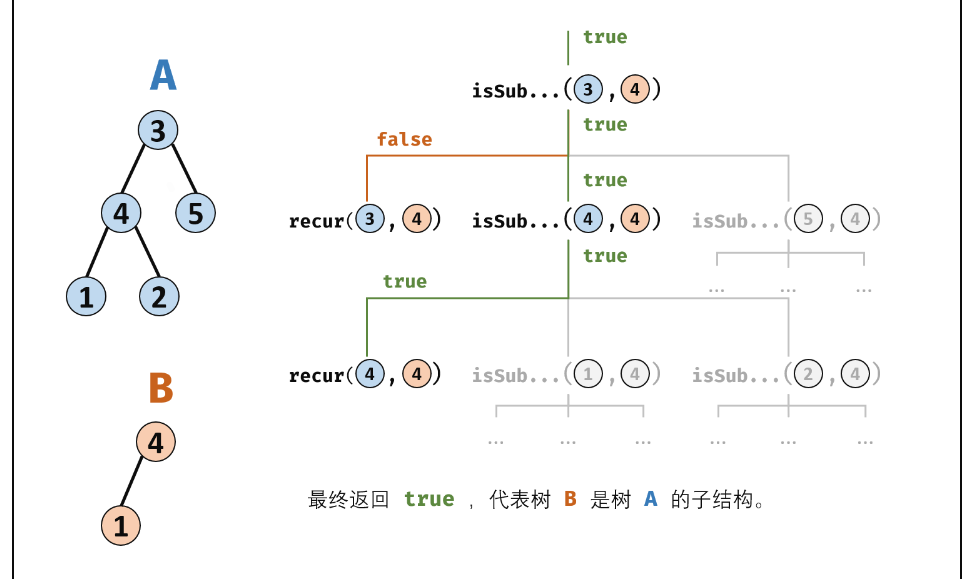 A
3
4 5
1 2
B
4
1
true
isSub...(3,4)
true
false
true
recur(3,4) isSub...(4,4) isSub...(5,4)
true
... ... ...
true
recur(4,4) isSub...(1,4) isSub...(2,4)
... ... ... ... ... ...
最终返回 true ，代表树 B 是树 A 的子结构。